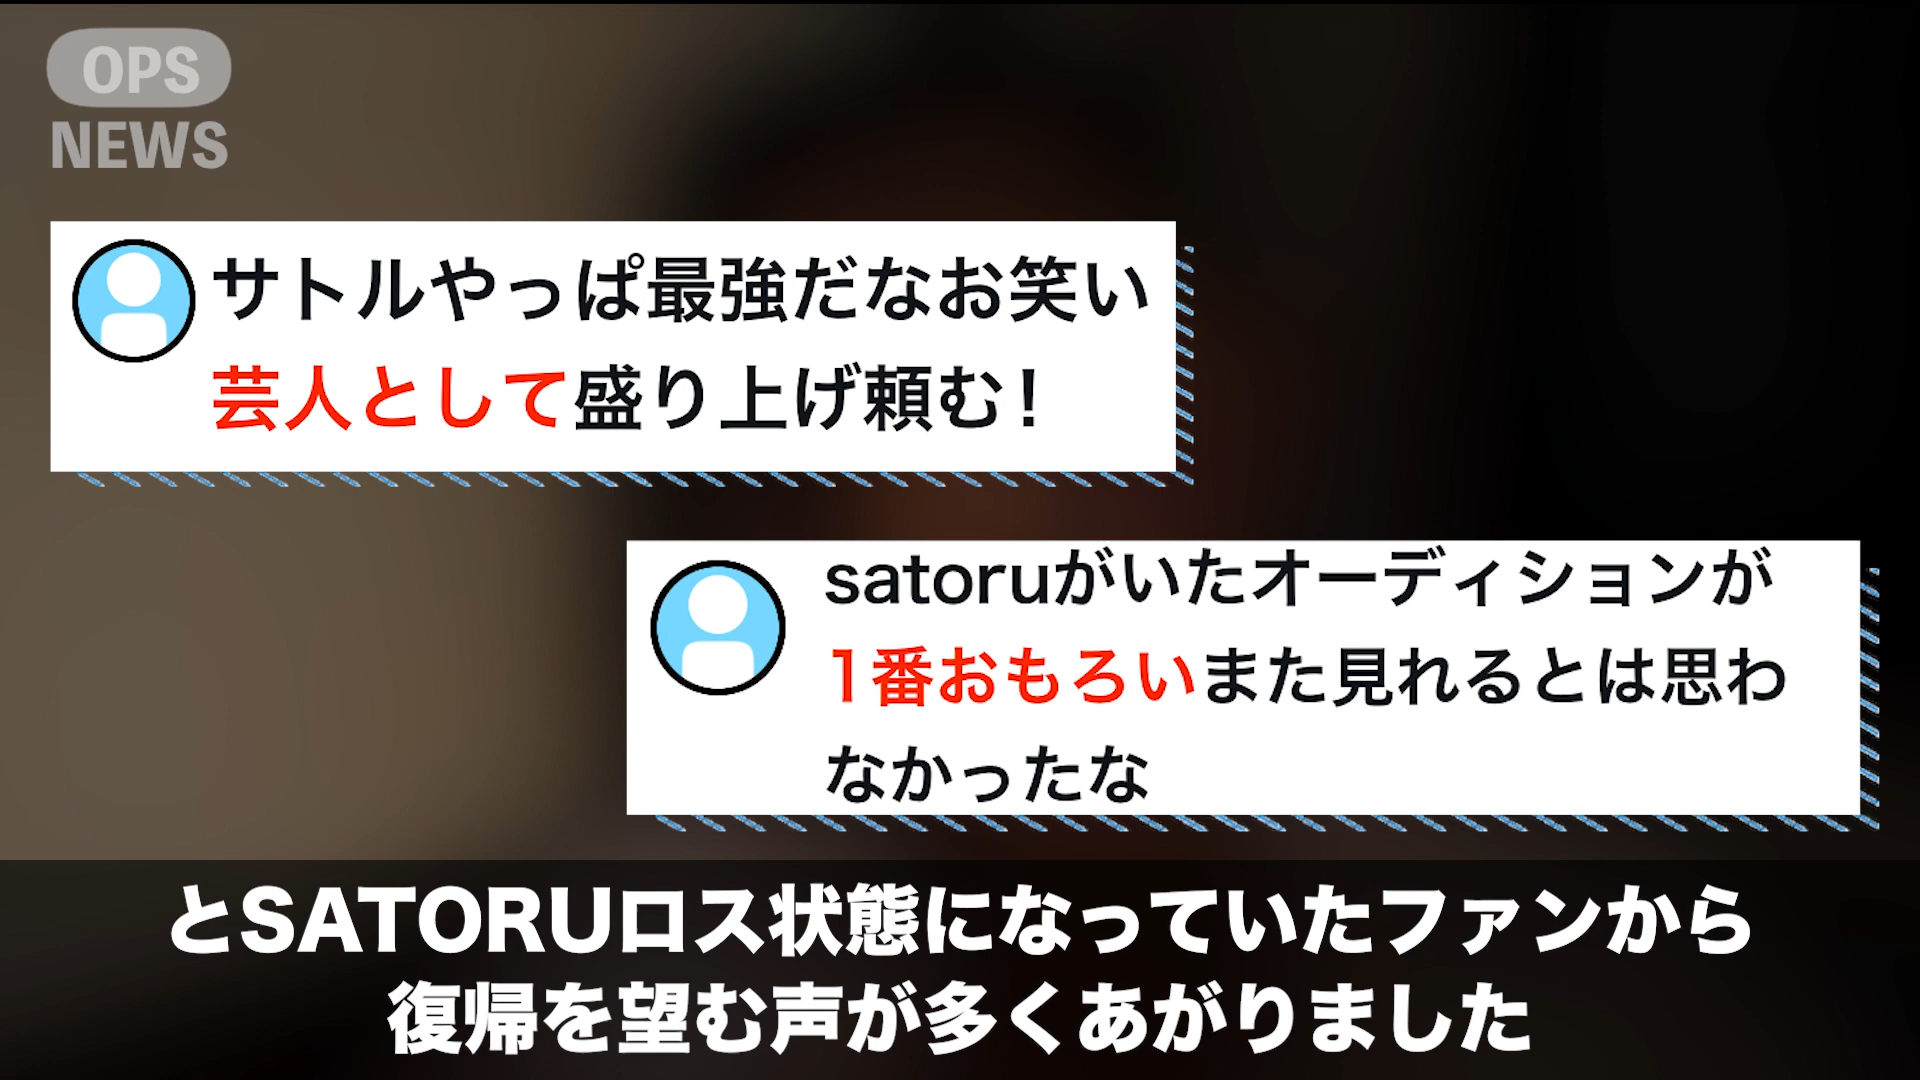 OPS
NEWS
サトルやっぱ最強だなお笑い
芸人として盛り上げ頼む！
satoruがいたオーディションが
1番おもろいまた見れるとは思わ
なかったな
とSATORUロス状態になっていたファンから
復帰を望む声が多くあがりました